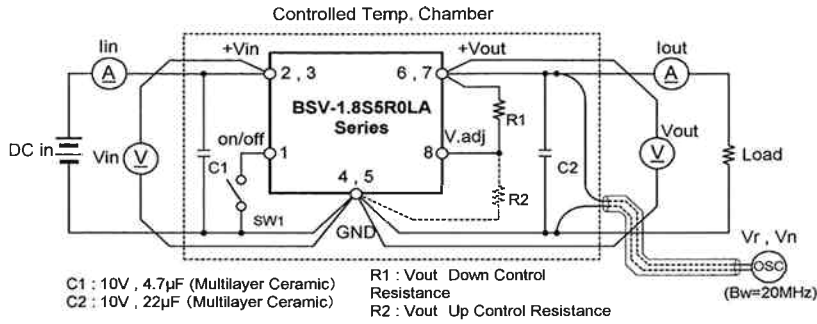 Controlled Temp. Chamber
Iin
+Vin
+Vout
Iout
A
2 , 3
6 , 7
A
BSV-1.8S5R0LA
Series
R1
DC in
Vin
V
on/off
1
V.adj
8
Vout
V
Load
C1
C2
4 , 5
R2
SW1
GND
Vr , Vn
OSC
(Bw=20MHz)
C1 : 10V , 4.7μF (Multilayer Ceramic)
C2 : 10V , 22μF (Multilayer Ceramic)
R1 : Vout Down Control
Resistance
R2 : Vout Up Control Resistance